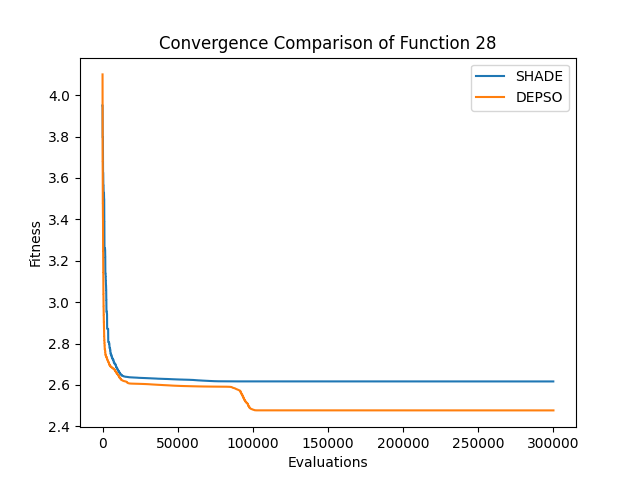 Convergence Comparison of Function 28
SHADE
DEPSO
Fitness
4.0
3.8
3.6
3.4
3.2
3.0
2.8
2.6
2.4
0 50000 100000 150000 200000 250000 300000
Evaluations